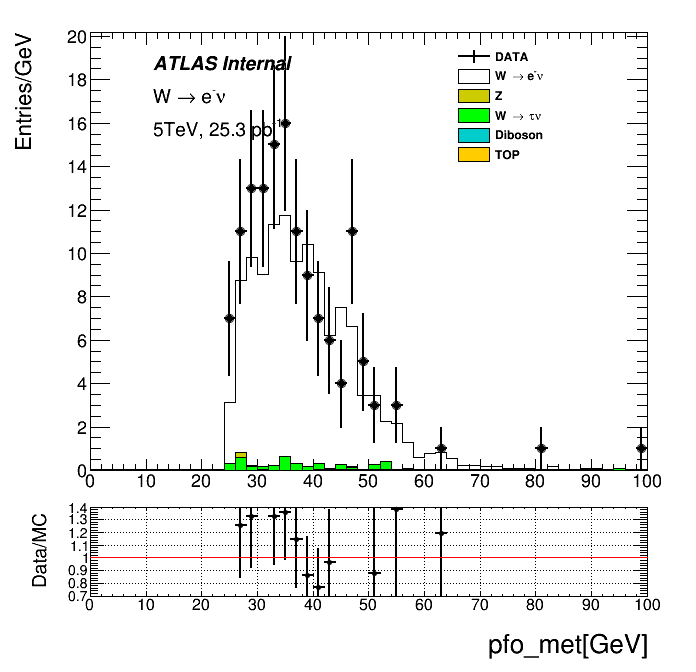 Entries/GeV
20
18
16
14
12
10
8
6
4
2
0
ATLAS Internal
W → e⁻ν
5TeV, 25.3 pb⁻¹
DATA
W → e⁻ν
Z
W → τν
Diboson
TOP
0 10 20 30 40 50 60 70 80 90 100
Data/MC
1.4
1.3
1.2
1.1
1
0.9
0.8
0.7
0 10 20 30 40 50 60 70 80 90 100
pfo_met[GeV]